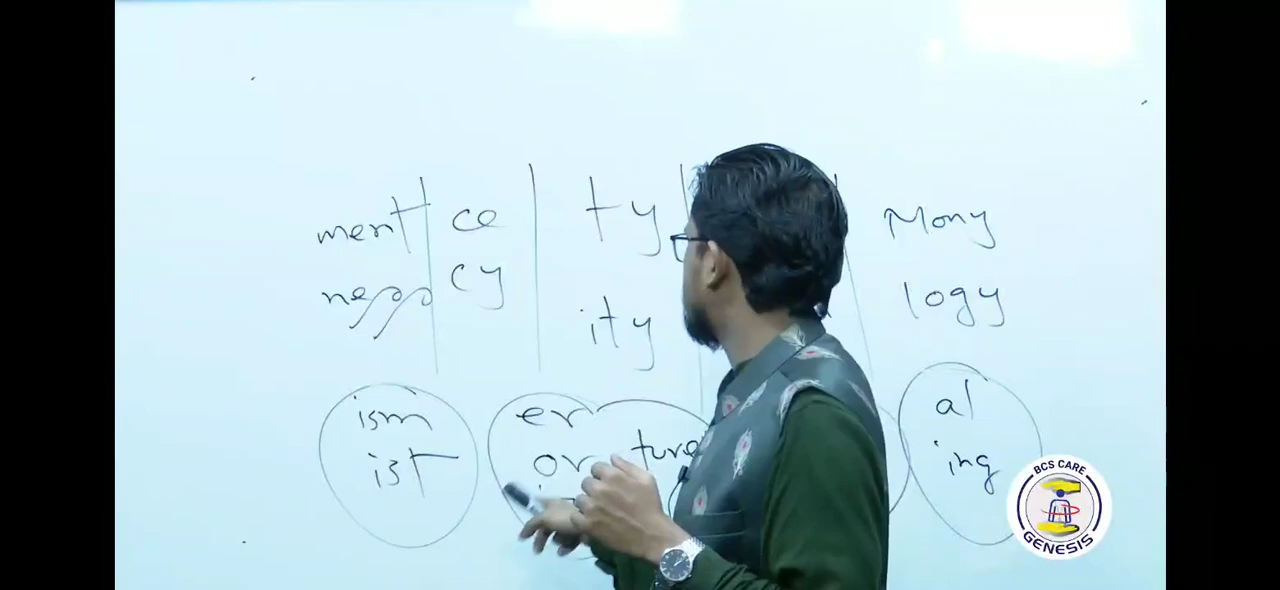 ment
ness
ce
cy
ty
ity
Mony
logy
ism
ist
er
or
ture
al
ing
BCS CARE
GENESIS